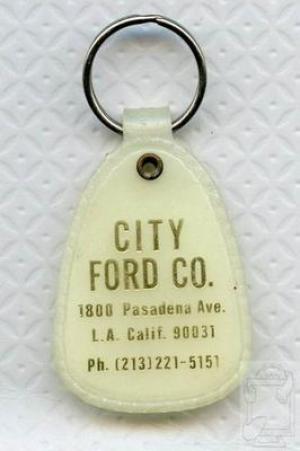 CITY
FORD CO.
1800 Pasadena Ave.
L.A. Calif. 90031
Ph. (213) 221-5151